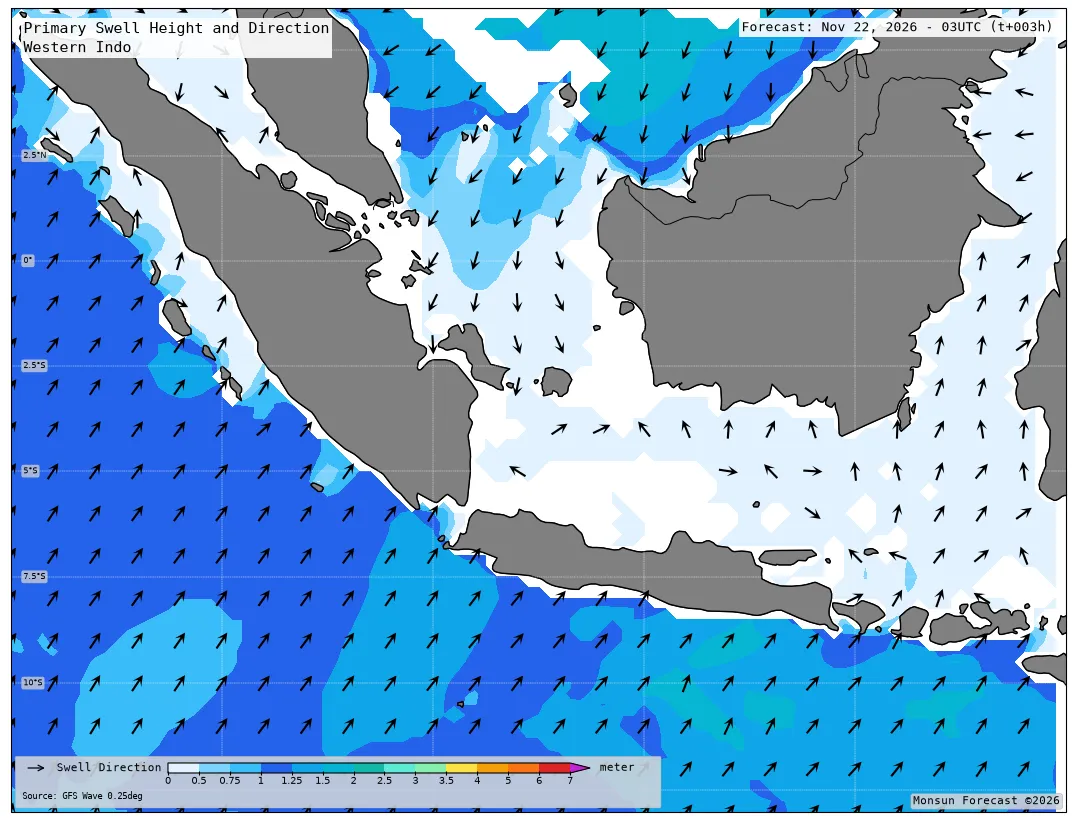 Primary Swell Height and Direction
Western Indo
Forecast: Nov 22, 2026 - 03UTC (t+003h)
2.5°N
0°
2.5°S
5°S
7.5°S
10°S
Swell Direction
0 0.5 0.75 1 1.25 1.5 2 2.5 3 3.5 4 5 6 7
meter
Source: GFS Wave 0.25deg
Monsun Forecast ©2026